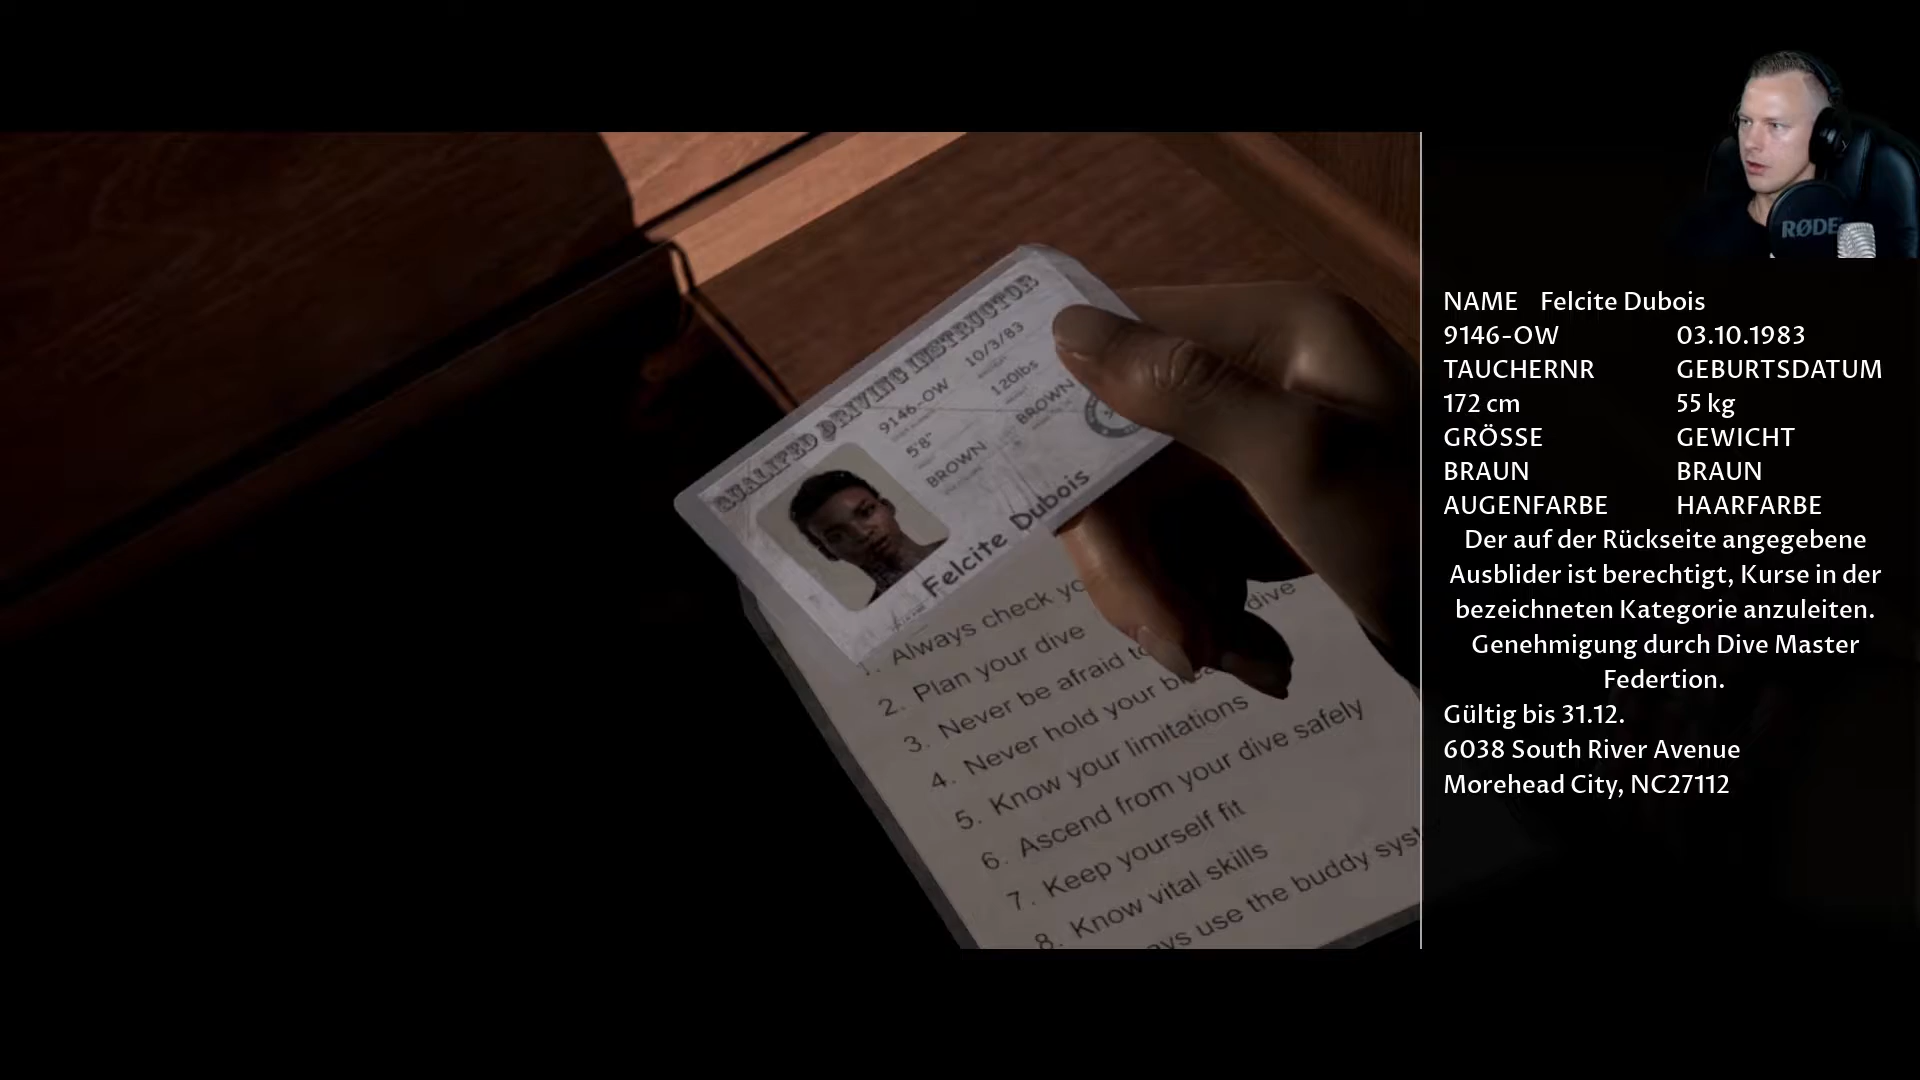 RØDE
QUALIFIED DIVING INSTRUCTOR
9146-OW 10/3/83
5'8" 120lbs
BROWN BROWN
Felcite Dubois
1. Always check yo
dive
2. Plan your dive
3. Never be afraid to
4. Never hold your brea
5. Know your limitations
6. Ascend from your dive safely
7. Keep yourself fit
8. Know vital skills
ays use the buddy syst
NAME Felcite Dubois
9146-OW 03.10.1983
TAUCHERNR GEBURTSDATUM
172 cm 55 kg
GRÖSSE GEWICHT
BRAUN BRAUN
AUGENFARBE HAARFARBE
Der auf der Rückseite angegebene
Ausblider ist berechtigt, Kurse in der
bezeichneten Kategorie anzuleiten.
Genehmigung durch Dive Master
Federtion.
Gültig bis 31.12.
6038 South River Avenue
Morehead City, NC27112